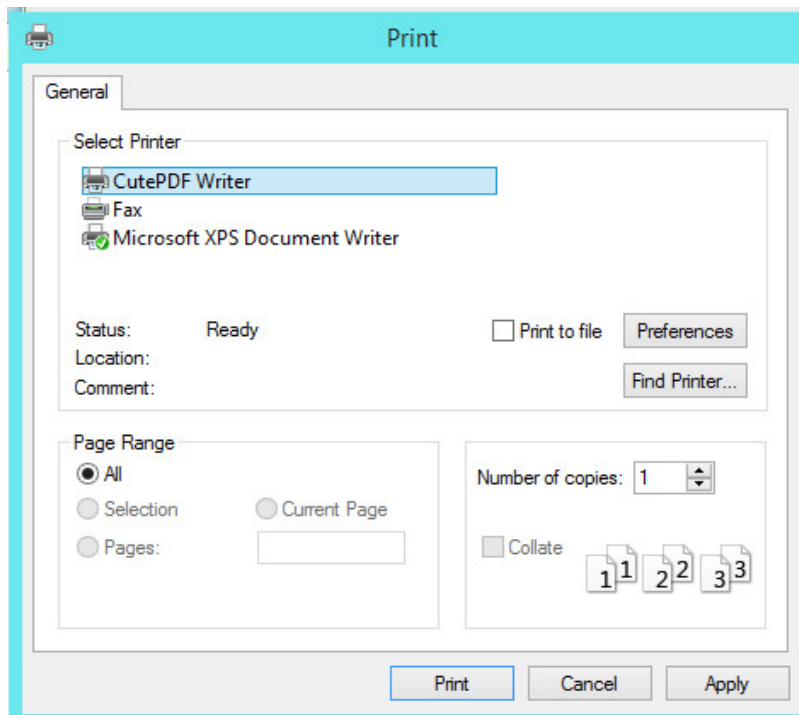 Print
General
Select Printer
CutePDF Writer
Fax
Microsoft XPS Document Writer
Status: Ready
Print to file
Preferences
Location:
Comment:
Find Printer...
Page Range
All
Selection
Current Page
Pages:
Number of copies: 1
Collate
1 1 2 2 3 3
Print Cancel Apply